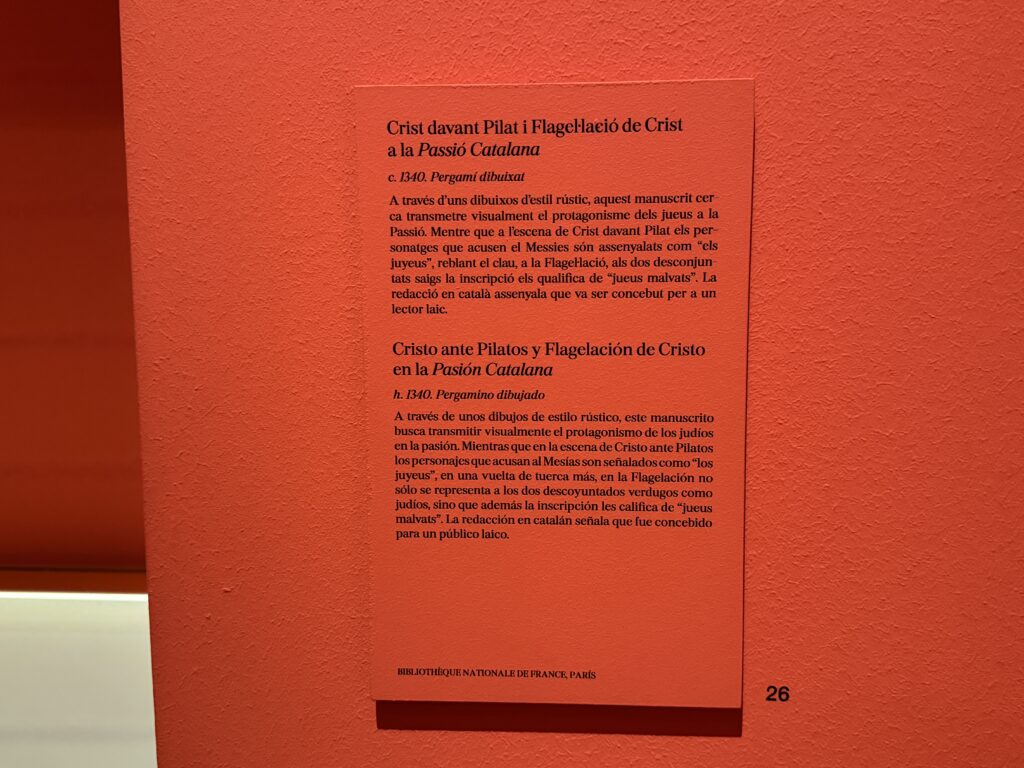 Crist davant Pilat i Flagel·lació de Crist
a la Passió Catalana
c. 1340. Pergamí dibuixat
A través d'uns dibuixos d'estil rústic, aquest manuscrit cer-
ca transmetre visualment el protagonisme dels jueus a la
Passió. Mentre que a l'escena de Crist davant Pilat els per-
sonatges que acusen el Messies són assenyalats com “els
juyeus”, reblant el clau, a la Flagel·lació, als dos desconjun-
tats saigs la inscripció els qualifica de “jueus malvats”. La
redacció en català assenyala que va ser concebut per a un
lector laic.
Cristo ante Pilatos y Flagelación de Cristo
en la Pasión Catalana
h. 1340. Pergamino dibujado
A través de unos dibujos de estilo rústico, este manuscrito
busca transmitir visualmente el protagonismo de los judíos
en la pasión. Mientras que en la escena de Cristo ante Pilatos
los personajes que acusan al Mesías son señalados como “los
juyeus”, en una vuelta de tuerca más, en la Flagelación no
sólo se representa a los dos descoyuntados verdugos como
judíos, sino que además la inscripción les califica de “jueus
malvats”. La redacción en catalán señala que fue concebido
para un público laico.
BIBLIOTHÈQUE NATIONALE DE FRANCE, PARÍS
26